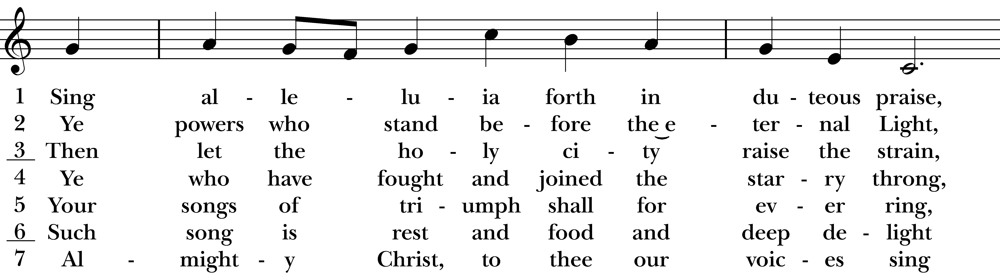 1 Sing al - le - lu - ia forth in du - teous praise,
2 Ye powers who stand be - fore the e - ter - nal Light,
3 Then let the ho - ly ci - ty raise the strain,
4 Ye who have fought and joined the star - ry throng,
5 Your songs of tri - umph shall for ev - er ring,
6 Such song is rest and food and deep de - light
7 Al - might - y Christ, to thee our voic - es sing